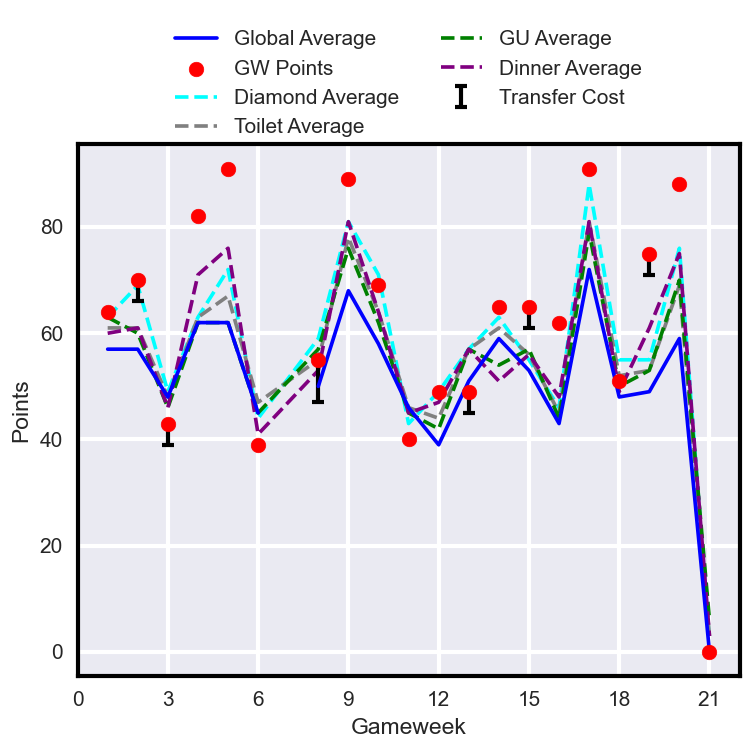 Global Average
GW Points
Diamond Average
Toilet Average
GU Average
Dinner Average
Transfer Cost
Points
80
60
40
20
0
0 3 6 9 12 15 18 21
Gameweek